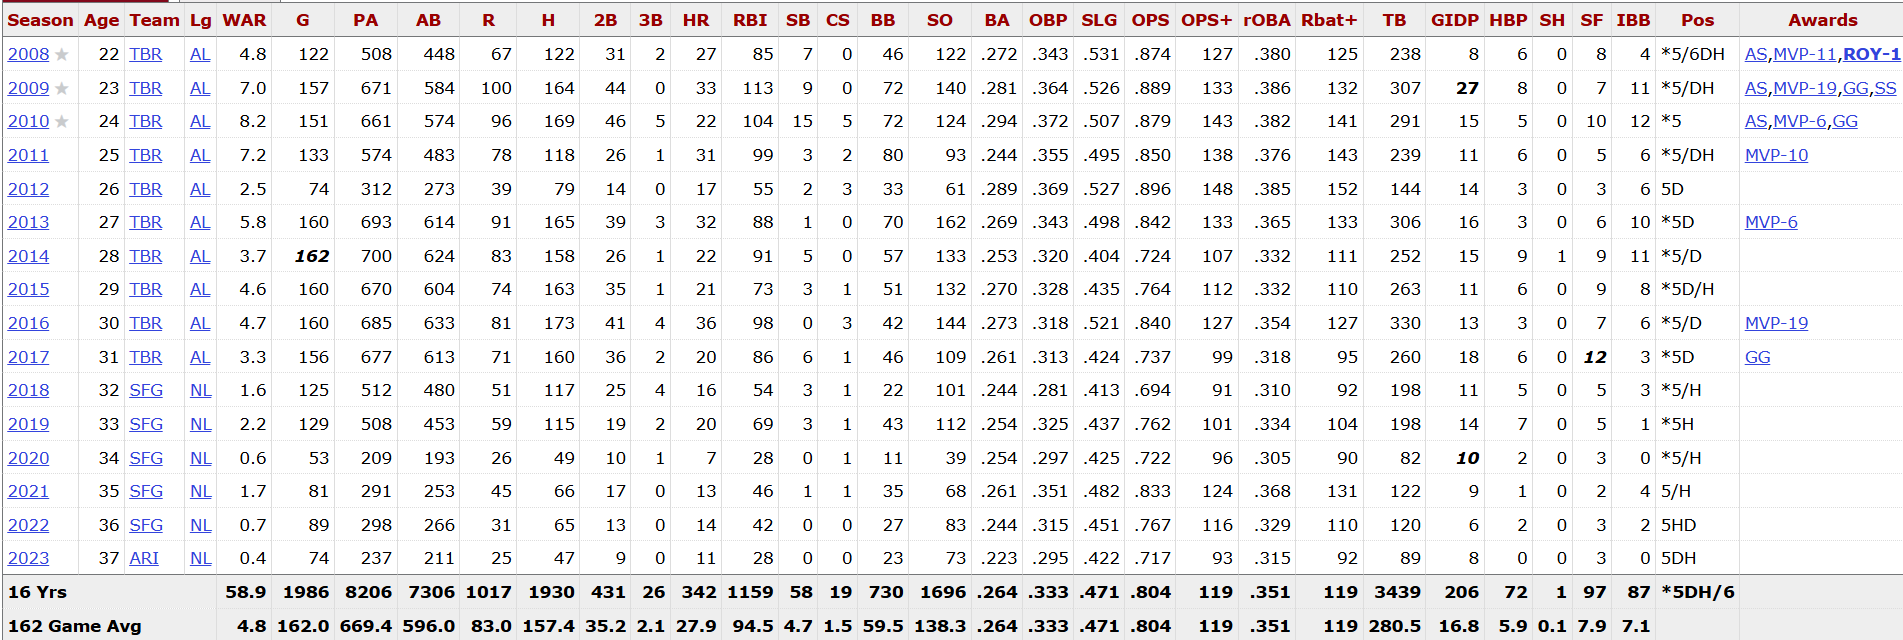 Season Age Team Lg WAR G PA AB R H 2B 3B HR RBI SB CS BB SO BA OBP SLG OPS OPS+ rOBA Rbat+ TB GIDP HBP SH SF IBB Pos Awards
2008 ★ 22 TBR AL 4.8 122 508 448 67 122 31 2 27 85 7 0 46 122 .272 .343 .531 .874 127 .380 125 238 8 6 0 8 4 *5/6DH AS,MVP-11,ROY-1
2009 ★ 23 TBR AL 7.0 157 671 584 100 164 44 0 33 113 9 0 72 140 .281 .364 .526 .889 133 .386 132 307 27 8 0 7 11 *5/DH AS,MVP-19,GG,SS
2010 ★ 24 TBR AL 8.2 151 661 574 96 169 46 5 22 104 15 5 72 124 .294 .372 .507 .879 143 .382 141 291 15 5 0 10 12 *5 AS,MVP-6,GG
2011 25 TBR AL 7.2 133 574 483 78 118 26 1 31 99 3 2 80 93 .244 .355 .495 .850 138 .376 143 239 11 6 0 5 6 *5/DH MVP-10
2012 26 TBR AL 2.5 74 312 273 39 79 14 0 17 55 2 3 33 61 .289 .369 .527 .896 148 .385 152 144 14 3 0 3 6 5D
2013 27 TBR AL 5.8 160 693 614 91 165 39 3 32 88 1 0 70 162 .269 .343 .498 .842 133 .365 133 306 16 3 0 6 10 *5D MVP-6
2014 28 TBR AL 3.7 162 700 624 83 158 26 1 22 91 5 0 57 133 .253 .320 .404 .724 107 .332 111 252 15 9 1 9 11 *5/D
2015 29 TBR AL 4.6 160 670 604 74 163 35 1 21 73 3 1 51 132 .270 .328 .435 .764 112 .332 110 263 11 6 0 9 8 *5D/H
2016 30 TBR AL 4.7 160 685 633 81 173 41 4 36 98 0 3 42 144 .273 .318 .521 .840 127 .354 127 330 13 3 0 7 6 *5/D MVP-19
2017 31 TBR AL 3.3 156 677 613 71 160 36 2 20 86 6 1 46 109 .261 .313 .424 .737 99 .318 95 260 18 6 0 12 3 *5D GG
2018 32 SFG NL 1.6 125 512 480 51 117 25 4 16 54 3 1 22 101 .244 .281 .413 .694 91 .310 92 198 11 5 0 5 3 *5/H
2019 33 SFG NL 2.2 129 508 453 59 115 19 2 20 69 3 1 43 112 .254 .325 .437 .762 101 .334 104 198 14 7 0 5 1 *5H
2020 34 SFG NL 0.6 53 209 193 26 49 10 1 7 28 0 1 11 39 .254 .297 .425 .722 96 .305 90 82 10 2 0 3 0 *5/H
2021 35 SFG NL 1.7 81 291 253 45 66 17 0 13 46 1 1 35 68 .261 .351 .482 .833 124 .368 131 122 9 1 0 2 4 5/H
2022 36 SFG NL 0.7 89 298 266 31 65 13 0 14 42 0 0 27 83 .244 .315 .451 .767 116 .329 110 120 6 2 0 3 2 5HD
2023 37 ARI NL 0.4 74 237 211 25 47 9 0 11 28 0 0 23 73 .223 .295 .422 .717 93 .315 92 89 8 0 0 3 0 5DH
16 Yrs 58.9 1986 8206 7306 1017 1930 431 26 342 1159 58 19 730 1696 .264 .333 .471 .804 119 .351 119 3439 206 72 1 97 87 *5DH/6
162 Game Avg 4.8 162.0 669.4 596.0 83.0 157.4 35.2 2.1 27.9 94.5 4.7 1.5 59.5 138.3 .264 .333 .471 .804 119 .351 119 280.5 16.8 5.9 0.1 7.9 7.1